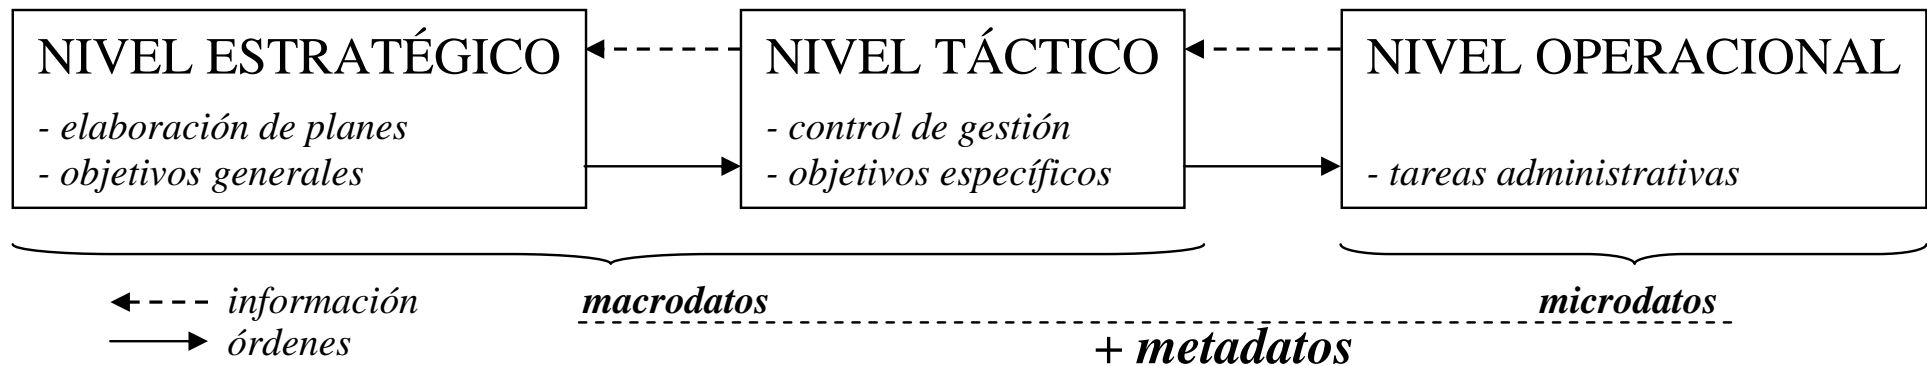 NIVEL ESTRATÉGICO
- elaboración de planes
- objetivos generales
NIVEL TÁCTICO
- control de gestión
- objetivos específicos
NIVEL OPERACIONAL
- tareas administrativas
información
órdenes
macrodatos
microdatos
+ metadatos